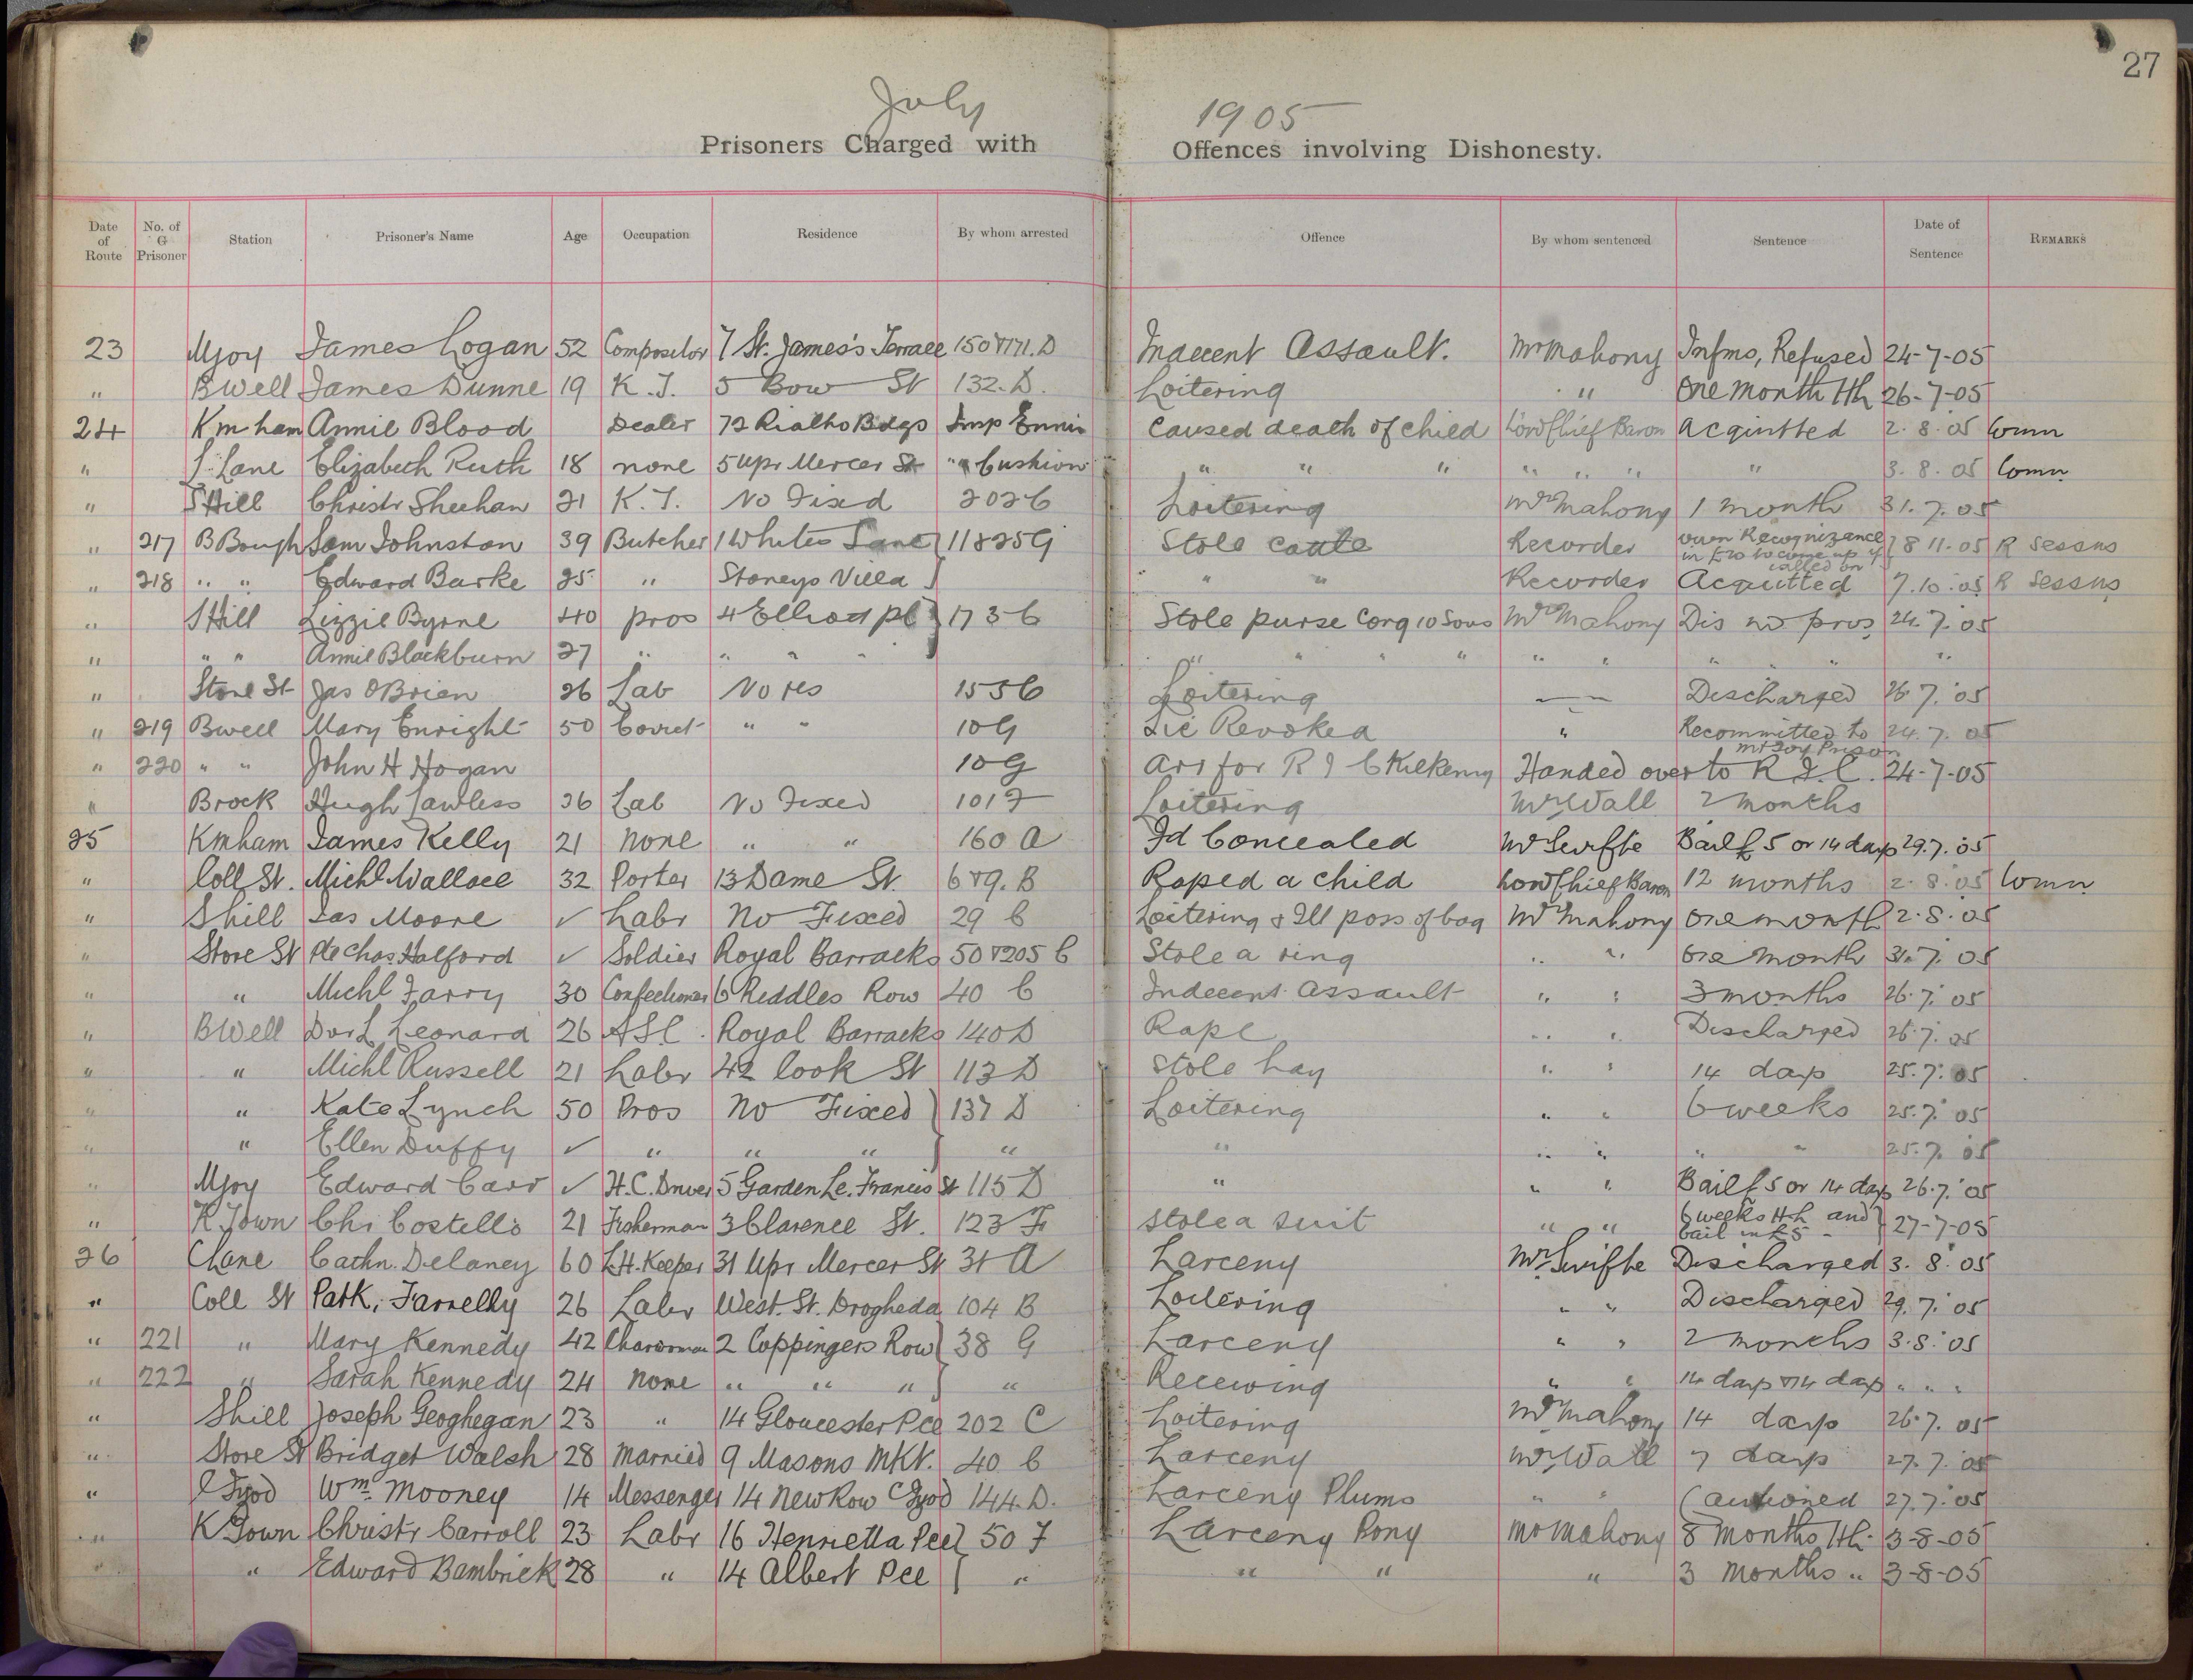 27
July 1905
Prisoners Charged with Offences involving Dishonesty.
Date of Route No. of G Prisoner Station Prisoner's Name Age Occupation Residence By whom arrested Offence By whom sentenced Sentence Date of Sentence REMARKS
23 Mjoy James Logan 52 Compositor 7 St. James's Terrace 150 & 171. D Indecent Assault. Mr Mahony Infms, Refused 24-7-05
" BWell James Dunne 19 K. J. 5 Bow St 132. D. Loitering " One month Hh 26-7-05
24 Kmham Annie Blood Dealer 72 Rialto Bdgs Insp Ennis Caused death of child Lord Chief Baron Acquitted 2. 8. 05 Comn
" Lane Elizabeth Ruth 18 none 5 Upr Mercer St " Cushion " " " " " " " 3. 8. 05 Comn
" SHill Christr Sheehan 21 K. J. No Fixed 202 C Loitering Mr Mahony 1 month 31. 7. 05
" 217 B Bough Sam Johnston 39 Butcher 1 Whites Lane } 11 & 25 G Stole cattle Recorder own Recognizance in £20 to come up if called on } 8 11. 05 R Sessns
" 218 " " Edward Burke 25 " Stoneys Villa } " " Recorder Acquitted 7. 10. 05 R Sessns
" SHill Lizzie Byrne 40 pros 4 Elliott pl } 173 C Stole purse Cong 10 Sovs Mr Mahony Dis no pros 24. 7. 05
" " " Annie Blackburn 27 " " " " " " " " " " " " " "
" Store St Jas OBrien 26 Lab No res 155 C Loitering — Discharged 26 7. 05
" 219 Bwell Mary Enright 50 Convict " " 10 G Lic Revoked " Recommitted to Mt Joy Prison 24. 7. 05
" 220 " " John H Hogan 10 G Arr for R I C Kilkenny Handed over to R. I. C. 24-7-05
" Brock Hugh Lawless 36 Lab No Fixed 101 F Loitering Mr Wall 2 months
25 Kmham James Kelly 21 none " " 160 A Fd Concealed Mr Swifte Bail £5 or 14 days 29. 7. 05
" Coll St. Michl Wallace 32 Porter 13 Dame St. 6 & 9. B Raped a child Lord Chief Baron 12 months 2. 8. 05 Comn
" Shill Jas Moore ✓ Labr No Fixed 29 C Loitering & Ill poss of bag Mr Mahony One month 2. 8. 05
" Store St Pte Chas Halford ✓ Soldier Royal Barracks 50 & 205 C Stole a ring " " One month 31. 7. 05
" " Michl Farry 30 Confectioner 6 Riddles Row 40 C Indecent Assault " " 3 months 26. 7. 05
" BWell Dvr L Leonard 26 A S C. Royal Barracks 140 D Rape " " Discharged 26. 7. 05
" " Michl Russell 21 Labr 42 Cook St 113 D Stole hay " " 14 days 25. 7. 05
" " Kate Lynch 50 Pros No Fixed } 137 D Loitering " " 6 weeks 25. 7. 05
" " Ellen Duffy ✓ " " " } " " " " " " 25. 7. 05
" Mjoy Edward Carr ✓ H. C. Driver 5 Garden Le. Francis St 115 D " " " Bail £5 or 14 days 26. 7. 05
" K Town Chr Costello 21 Fisherman 3 Clarence St. 123 F Stole a suit " " 6 weeks Hh and bail in £5 } 27-7-05
26 Clane Cathn. Delaney 60 L.H. Keeper 31 Upr Mercer St 31 A Larceny Mr. Swifte Discharged 3. 8. 05
" Coll St Patk, Farrelly 26 Labr West. St. Drogheda 104 B Loitering " " Discharged 29. 7. 05
" 221 " Mary Kennedy 42 Charwoman 2 Coppingers Row } 38 G Larceny " " 2 months 3. 8. 05
" 222 " Sarah Kennedy 24 none " " " } " Receiving " " 14 days & 14 days " " "
" Shill Joseph Geoghegan 23 " 14 Gloucester Pce 202 C Loitering Mr Mahony 14 days 26. 7. 05
" Store St Bridget Walsh 28 Married 9 Masons Mkt. 40 C Larceny Mr Wall 7 days 27. 7. 05
" Wm Mooney 14 Messenger 14 New Row 144. D. Larceny Plums " " Cautioned 27. 7. 05
" K Town Christr Carroll 23 Labr 16 Henrietta Pce } 50 F Larceny Pony Mr Mahony 8 months Hh. 3-8-05
" " Edward Bambrick 28 " 14 Albert Pce } " " " " 3 months " 3-8-05